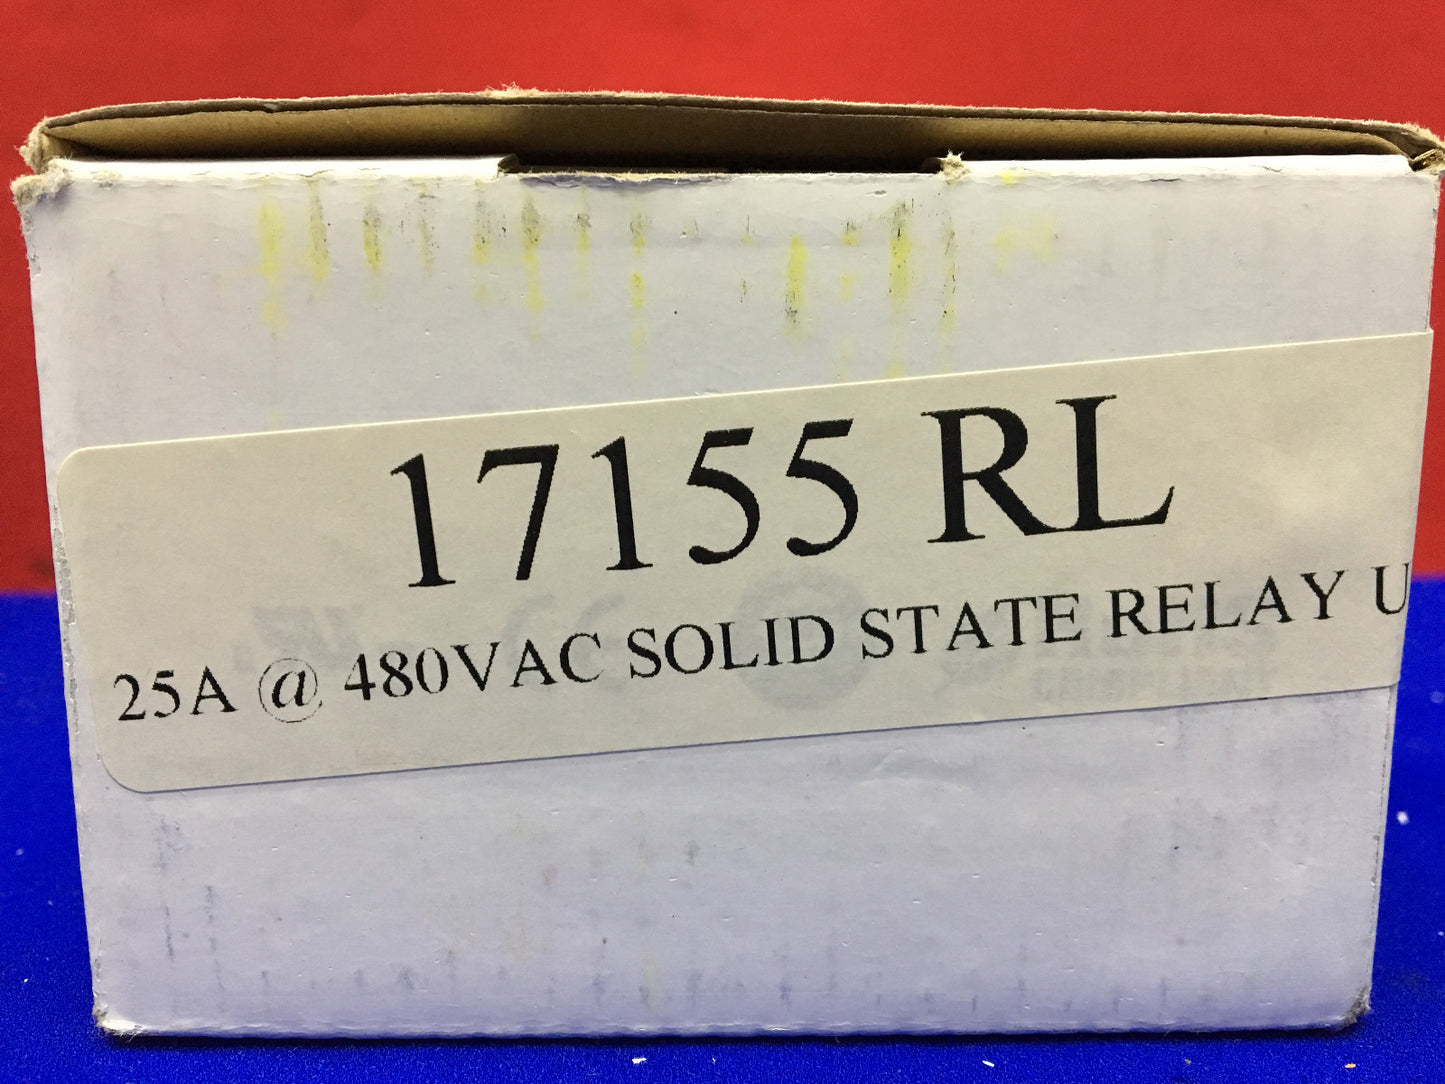 17155 RL
25A @ 480VAC SOLID STATE RELAY U